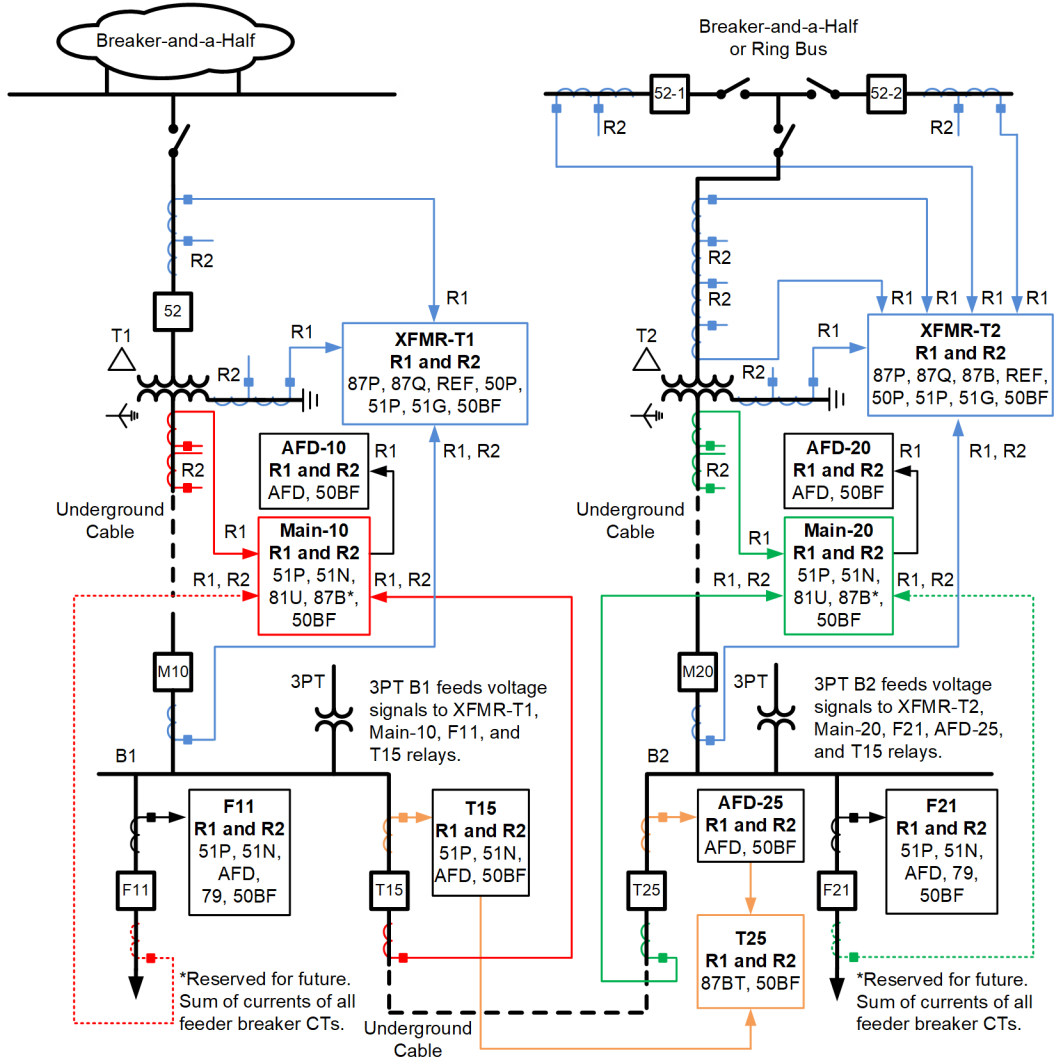 Breaker-and-a-Half
Breaker-and-a-Half
or Ring Bus
52-1
52-2
R2
R2
R2
R2
R2
52
R1
R1
R1
R1
R1
T1
R1
R2
XFMR-T1
R1 and R2
87P, 87Q, REF, 50P,
51P, 51G, 50BF
T2
R1
R2
XFMR-T2
R1 and R2
87P, 87Q, 87B, REF,
50P, 51P, 51G, 50BF
R2
AFD-10
R1 and R2
AFD, 50BF
R1
R1, R2
R2
AFD-20
R1 and R2
AFD, 50BF
R1
R1, R2
Underground
Cable
R1
Main-10
R1 and R2
51P, 51N,
81U, 87B*,
50BF
R1, R2
R1, R2
Underground
Cable
R1
Main-20
R1 and R2
51P, 51N,
81U, 87B*,
50BF
R1, R2
R1, R2
M10
3PT
3PT B1 feeds voltage
signals to XFMR-T1,
Main-10, F11, and
T15 relays.
M20
3PT
3PT B2 feeds voltage
signals to XFMR-T2,
Main-20, F21, AFD-25,
and T15 relays.
B1
B2
F11
R1 and R2
51P, 51N,
AFD,
79, 50BF
T15
R1 and R2
51P, 51N,
AFD, 50BF
AFD-25
R1 and R2
AFD, 50BF
F21
R1 and R2
51P, 51N,
AFD, 79,
50BF
F11
T15
T25
F21
T25
R1 and R2
87BT, 50BF
*Reserved for future.
Sum of currents of all
feeder breaker CTs.
*Reserved for future.
Sum of currents of all
feeder breaker CTs.
Underground
Cable